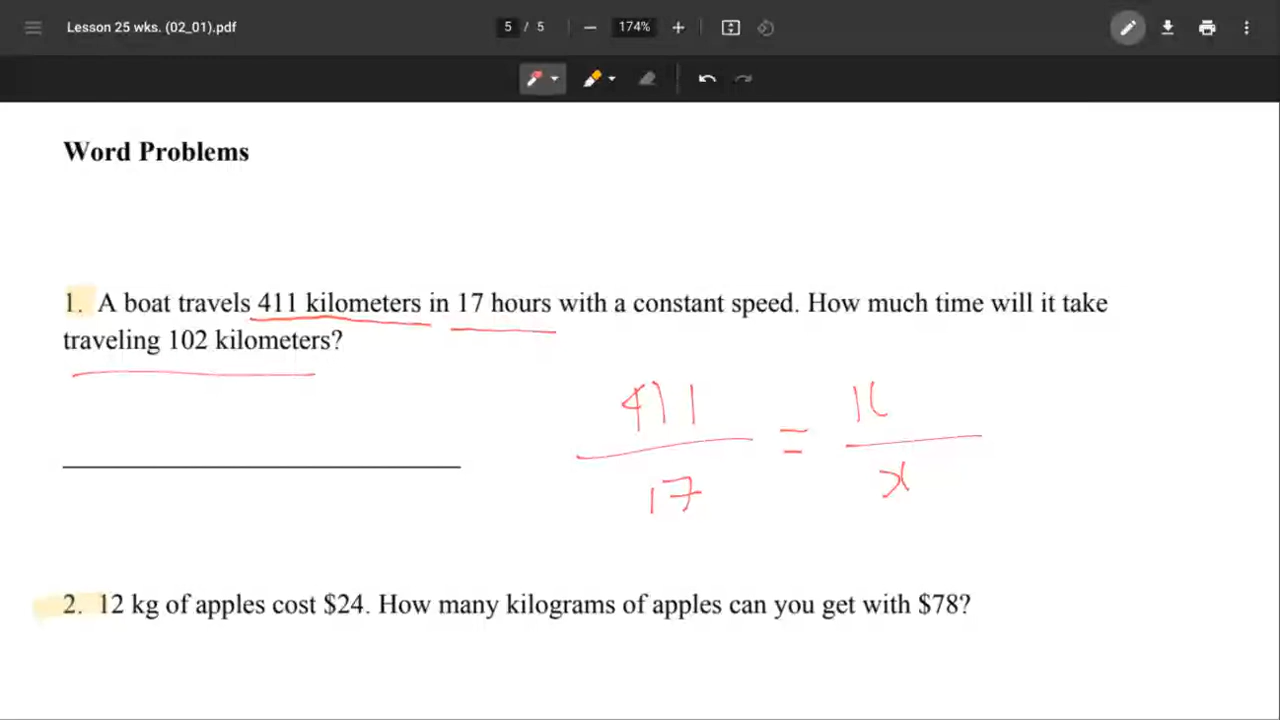 Lesson 25 wks. (02_01).pdf
5 / 5
174%
Word Problems
1. A boat travels 411 kilometers in 17 hours with a constant speed. How much time will it take
traveling 102 kilometers?
411
=
17
x
2. 12 kg of apples cost $24. How many kilograms of apples can you get with $78?